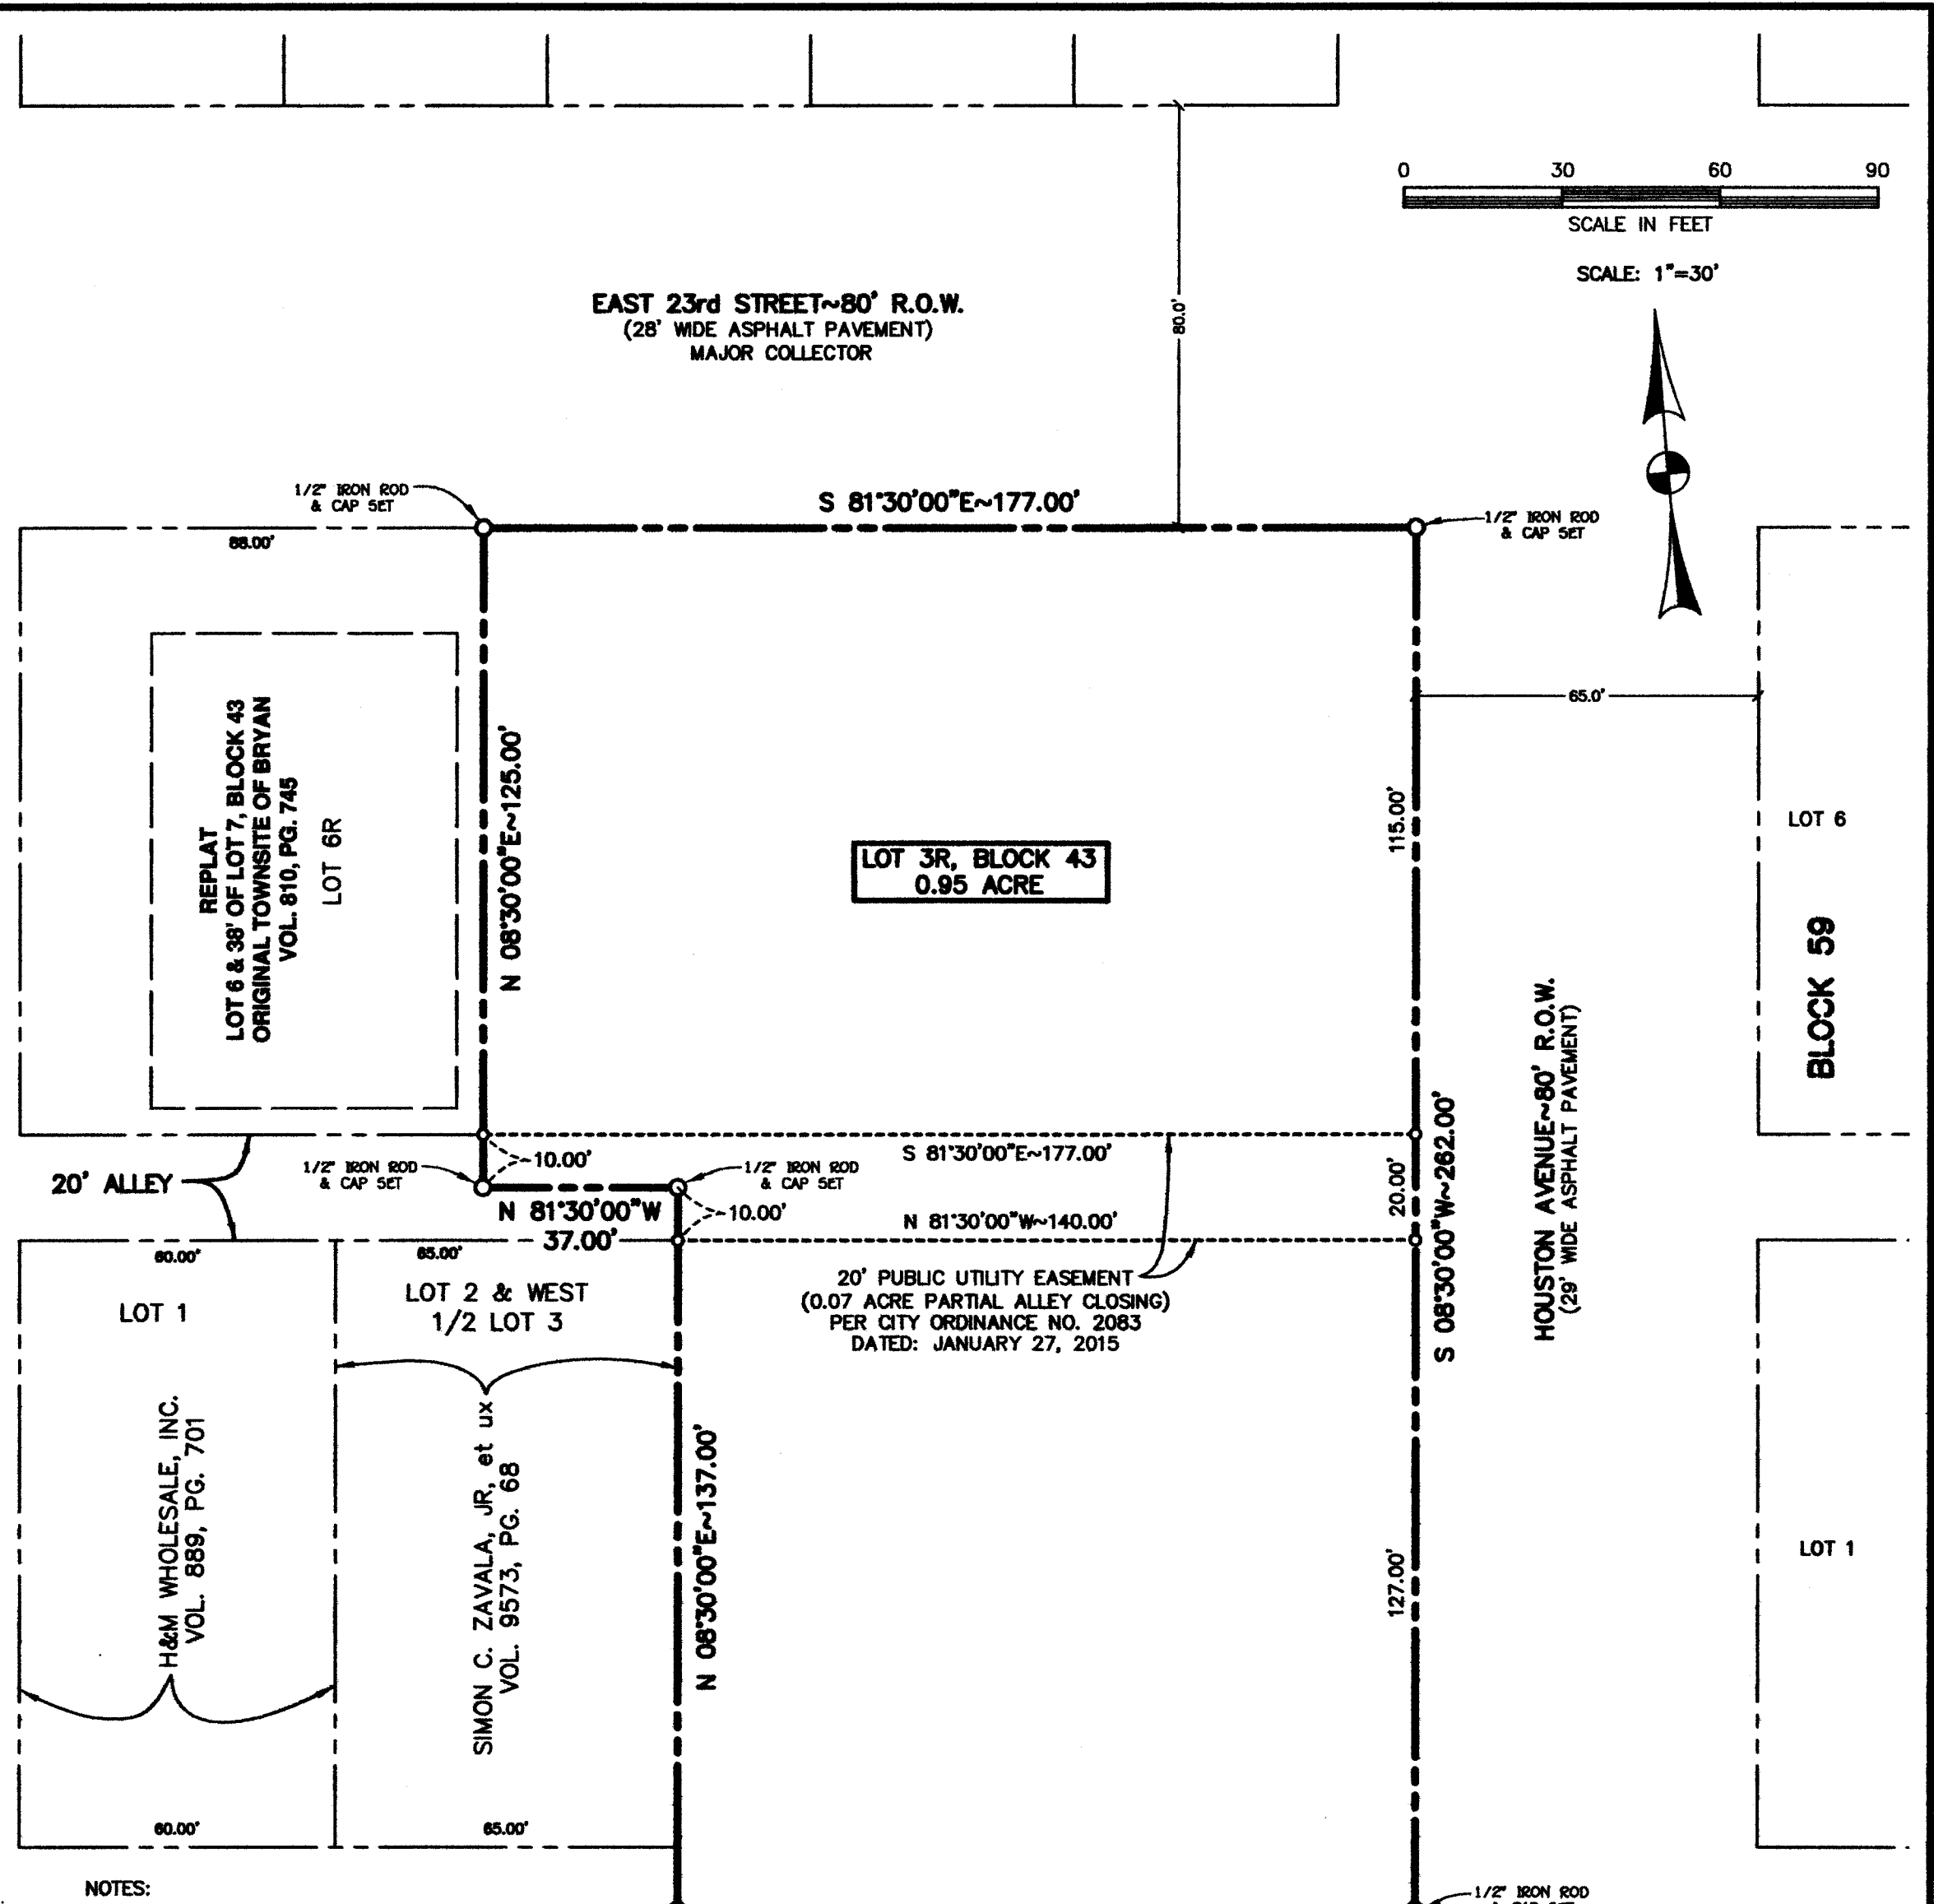 0 30 60 90
SCALE IN FEET
SCALE: 1"=30'
EAST 23rd STREET~80' R.O.W.
(28' WIDE ASPHALT PAVEMENT)
MAJOR COLLECTOR
80.0'
1/2" IRON ROD
& CAP SET
S 81°30'00"E~177.00'
1/2" IRON ROD
& CAP SET
88.00'
REPLAT
LOT 6 & 38' OF LOT 7, BLOCK 43
ORIGINAL TOWNSITE OF BRYAN
VOL. 810, PG. 745
LOT 6R
N 08°30'00"E~125.00'
65.0'
115.00'
LOT 6
LOT 3R, BLOCK 43
0.95 ACRE
BLOCK 59
HOUSTON AVENUE~80' R.O.W.
(29' WIDE ASPHALT PAVEMENT)
S 08°30'00"W~262.00'
20' ALLEY
1/2" IRON ROD
& CAP SET
10.00'
1/2" IRON ROD
& CAP SET
S 81°30'00"E~177.00'
20.00'
N 81°30'00"W
37.00'
10.00'
N 81°30'00"W~140.00'
60.00'
65.00'
LOT 1
LOT 2 & WEST
1/2 LOT 3
20' PUBLIC UTILITY EASEMENT
(0.07 ACRE PARTIAL ALLEY CLOSING)
PER CITY ORDINANCE NO. 2083
DATED: JANUARY 27, 2015
H&M WHOLESALE, INC.
VOL. 889, PG. 701
SIMON C. ZAVALA, JR, et ux
VOL. 9573, PG. 68
N 08°30'00"E~137.00'
127.00'
LOT 1
60.00'
65.00'
NOTES:
1/2" IRON ROD